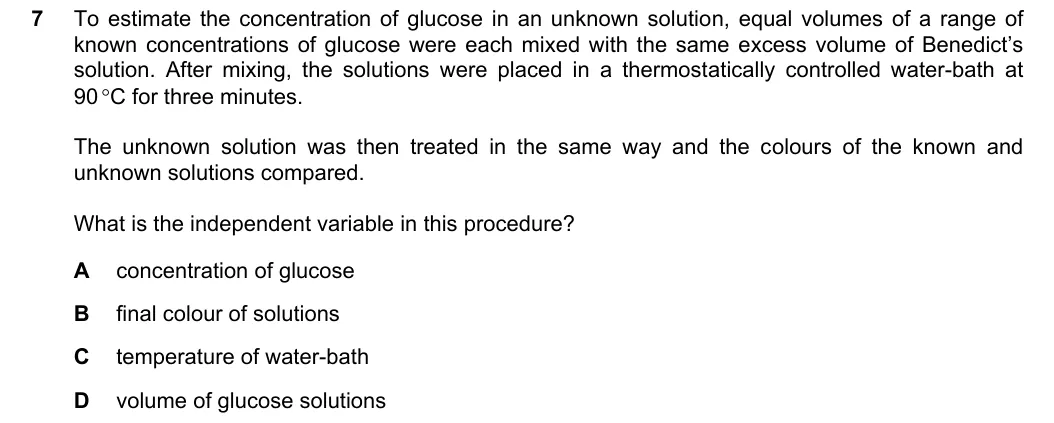 7 To estimate the concentration of glucose in an unknown solution, equal volumes of a range of
known concentrations of glucose were each mixed with the same excess volume of Benedict's
solution. After mixing, the solutions were placed in a thermostatically controlled water-bath at
90 °C for three minutes.
The unknown solution was then treated in the same way and the colours of the known and
unknown solutions compared.
What is the independent variable in this procedure?
A concentration of glucose
B final colour of solutions
C temperature of water-bath
D volume of glucose solutions